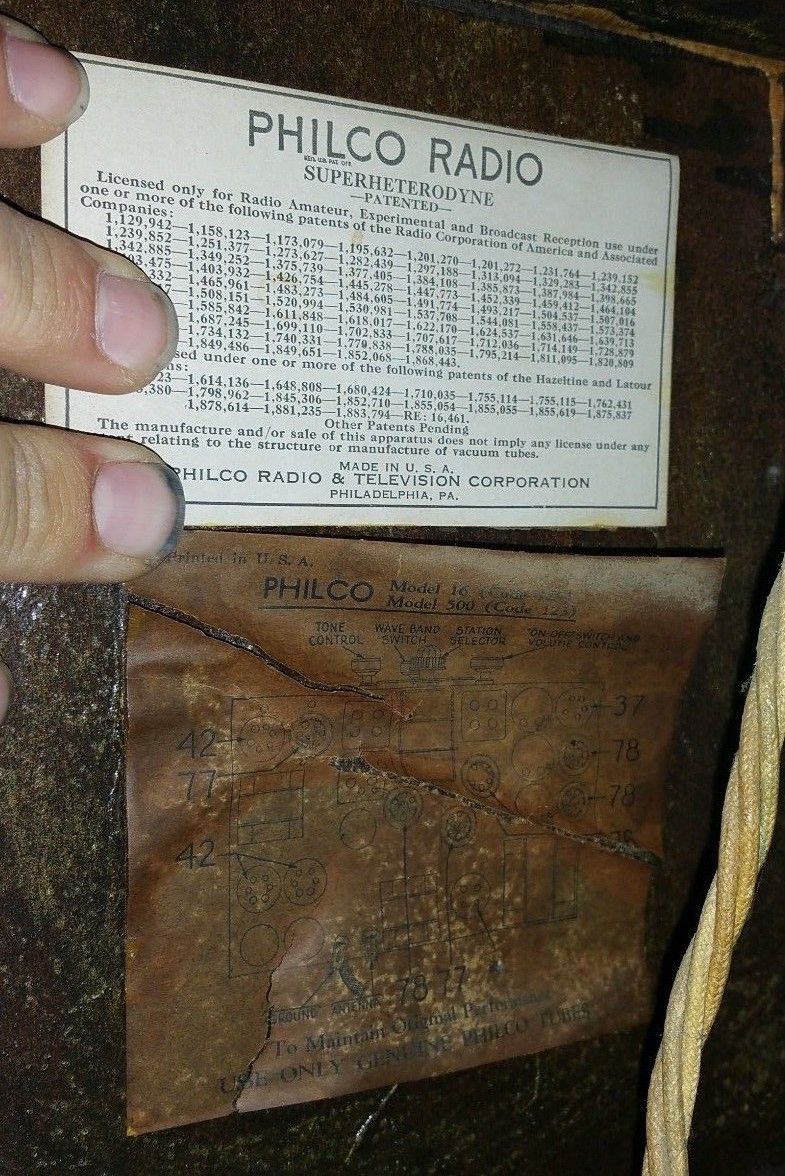 PHILCO RADIO
REG. U.S. PAT. OFF.
SUPERHETERODYNE
—PATENTED—
Licensed only for Radio Amateur, Experimental and Broadcast Reception use under
one or more of the following patents of the Radio Corporation of America and Associated
Companies:
1,129,942—1,158,123—1,173,079—1,195,632—1,201,270—1,201,272—1,231,764—1,239,152
1,239,852—1,251,377—1,273,627—1,282,439—1,297,188—1,313,094—1,329,283—1,342,855
1,342,885—1,349,252—1,375,739—1,377,405—1,384,108—1,385,873—1,387,984—1,398,665
03,475—1,403,932—1,426,754—1,445,278—1,447,773—1,452,339—1,459,412—1,464,104
332—1,465,961—1,483,273—1,484,605—1,491,774—1,493,217—1,504,537—1,507,016
1,508,151—1,520,994—1,530,981—1,537,708—1,544,081—1,558,437—1,573,374
1,585,842—1,611,848—1,618,017—1,622,170—1,624,537—1,631,646—1,639,713
1,687,245—1,699,110—1,702,833—1,707,617—1,712,036—1,714,149—1,728,879
1,734,132—1,740,331—1,770,838—1,788,035—1,795,214—1,811,095—1,820,809
1,849,486—1,849,651—1,852,068—1,868,443.
sed under one or more of the following patents of the Hazeltine and Latour
ns:
23—1,614,136—1,648,808—1,680,424—1,710,035—1,755,114—1,755,115—1,762,431
,380—1,798,962—1,845,306—1,852,710—1,855,054—1,855,055—1,855,619—1,875,837
1,878,614—1,881,235—1,883,794—RE: 16,461.
Other Patents Pending
The manufacture and/or sale of this apparatus does not imply any license under any
nt relating to the structure or manufacture of vacuum tubes.
MADE IN U. S. A.
PHILCO RADIO & TELEVISION CORPORATION
PHILADELPHIA, PA.
Printed in U. S. A.
PHILCO Model 16 (Code
Model 500 (Code 123)
TONE CONTROL
WAVE BAND SWITCH
STATION SELECTOR
"ON-OFF" SWITCH AND VOLUME CONTROL
37
42
78
77
78
42
78 77
GROUND ANTENNA
To Maintain Original Performance
USE ONLY GENUINE PHILCO TUBES